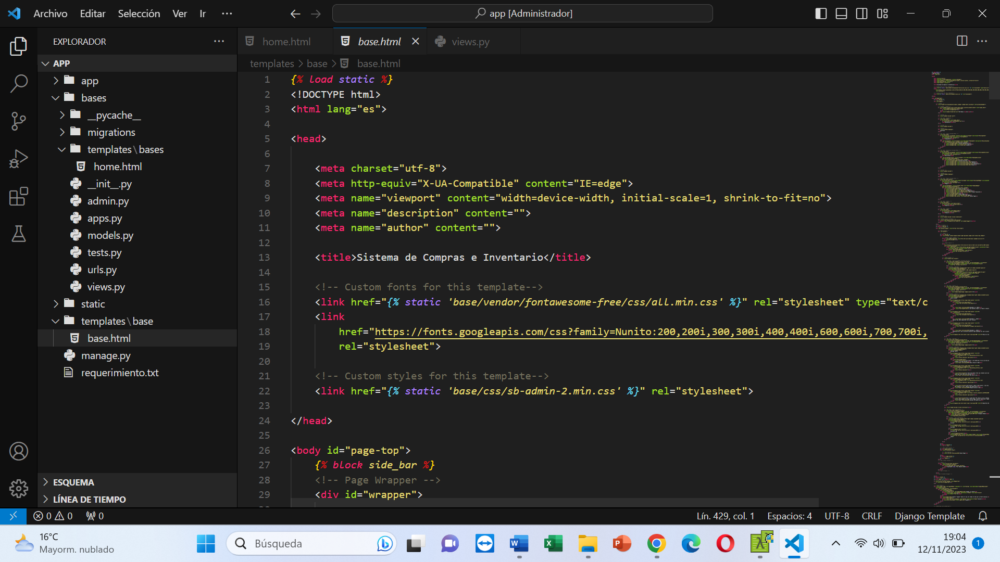 Archivo Editar Selección Ver Ir ···
app [Administrador]
EXPLORADOR
home.html
base.html
views.py
templates > base > base.html
APP
app
bases
__pycache__
migrations
templates\bases
home.html
__init__.py
admin.py
apps.py
models.py
tests.py
urls.py
views.py
static
templates\base
base.html
manage.py
requerimiento.txt
ESQUEMA
LÍNEA DE TIEMPO
1 {% load static %}
2 <!DOCTYPE html>
3 <html lang="es">
4
5 <head>
6
7 <meta charset="utf-8">
8 <meta http-equiv="X-UA-Compatible" content="IE=edge">
9 <meta name="viewport" content="width=device-width, initial-scale=1, shrink-to-fit=no">
10 <meta name="description" content="">
11 <meta name="author" content="">
12
13 <title>Sistema de Compras e Inventario</title>
14
15 <!-- Custom fonts for this template-->
16 <link href="{% static 'base/vendor/fontawesome-free/css/all.min.css' %}" rel="stylesheet" type="text/c
17 <link
18 href="https://fonts.googleapis.com/css?family=Nunito:200,200i,300,300i,400,400i,600,600i,700,700i,
19 rel="stylesheet">
20
21 <!-- Custom styles for this template-->
22 <link href="{% static 'base/css/sb-admin-2.min.css' %}" rel="stylesheet">
23
24 </head>
25
26 <body id="page-top">
27 {% block side_bar %}
28 <!-- Page Wrapper -->
29 <div id="wrapper">
0 0 0
Lín. 429, col. 1 Espacios: 4 UTF-8 CRLF Django Template
16°C
Mayorm. nublado
Búsqueda
19:04
12/11/2023
1